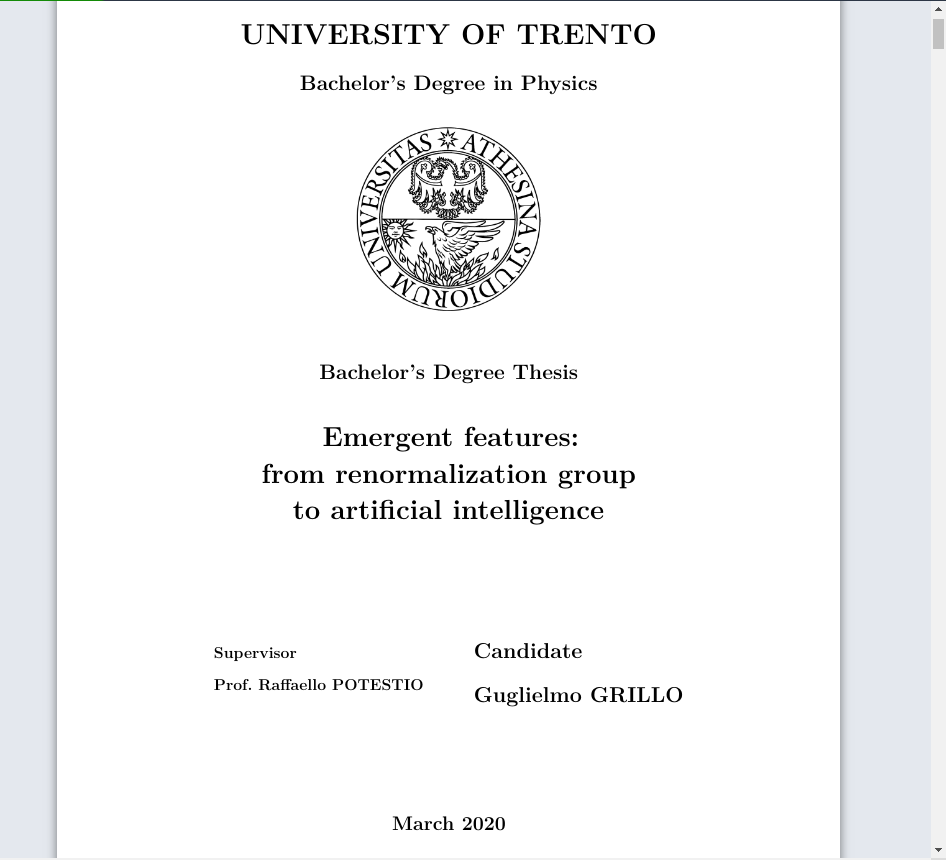 UNIVERSITY OF TRENTO
Bachelor's Degree in Physics
UNIVERSITAS ATHESINA STUDIORUM
Bachelor's Degree Thesis
Emergent features:
from renormalization group
to artificial intelligence
Supervisor
Prof. Raffaello POTESTIO
Candidate
Guglielmo GRILLO
March 2020